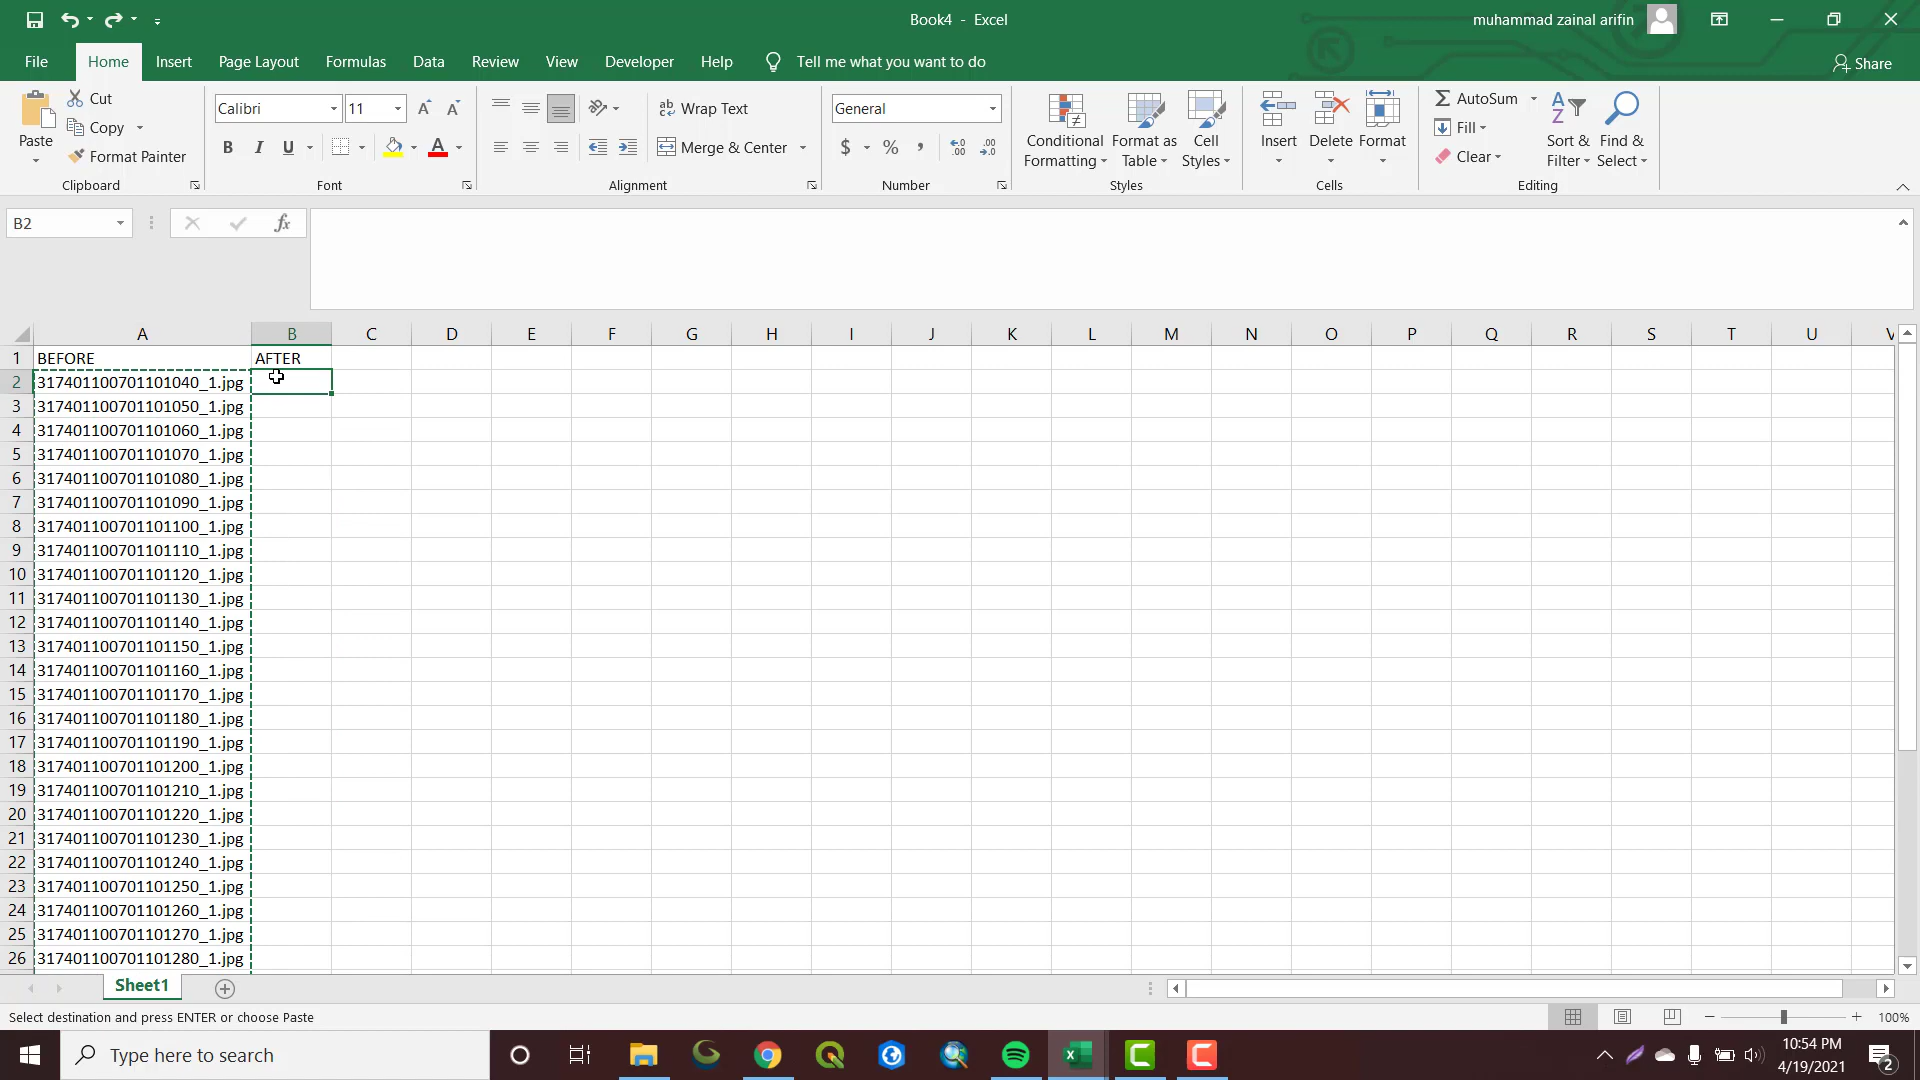 Book4 - Excel
muhammad zainal arifin
File Home Insert Page Layout Formulas Data Review View Developer Help Tell me what you want to do Share
Paste
Cut
Copy
Format Painter
Clipboard
Calibri 11
B I U A
Font
ab Wrap Text
Merge & Center
Alignment
General
$ % ,
Number
Conditional Formatting
Format as Table
Cell Styles
Styles
Insert
Delete
Format
Cells
AutoSum
Fill
Clear
Sort & Filter
Find & Select
Editing
B2 fx
A B C D E F G H I J K L M N O P Q R S T U V
1 BEFORE AFTER
2 317401100701101040_1.jpg
3 317401100701101050_1.jpg
4 317401100701101060_1.jpg
5 317401100701101070_1.jpg
6 317401100701101080_1.jpg
7 317401100701101090_1.jpg
8 317401100701101100_1.jpg
9 317401100701101110_1.jpg
10 317401100701101120_1.jpg
11 317401100701101130_1.jpg
12 317401100701101140_1.jpg
13 317401100701101150_1.jpg
14 317401100701101160_1.jpg
15 317401100701101170_1.jpg
16 317401100701101180_1.jpg
17 317401100701101190_1.jpg
18 317401100701101200_1.jpg
19 317401100701101210_1.jpg
20 317401100701101220_1.jpg
21 317401100701101230_1.jpg
22 317401100701101240_1.jpg
23 317401100701101250_1.jpg
24 317401100701101260_1.jpg
25 317401100701101270_1.jpg
26 317401100701101280_1.jpg
Sheet1
Select destination and press ENTER or choose Paste
100%
Type here to search
10:54 PM
4/19/2021
2